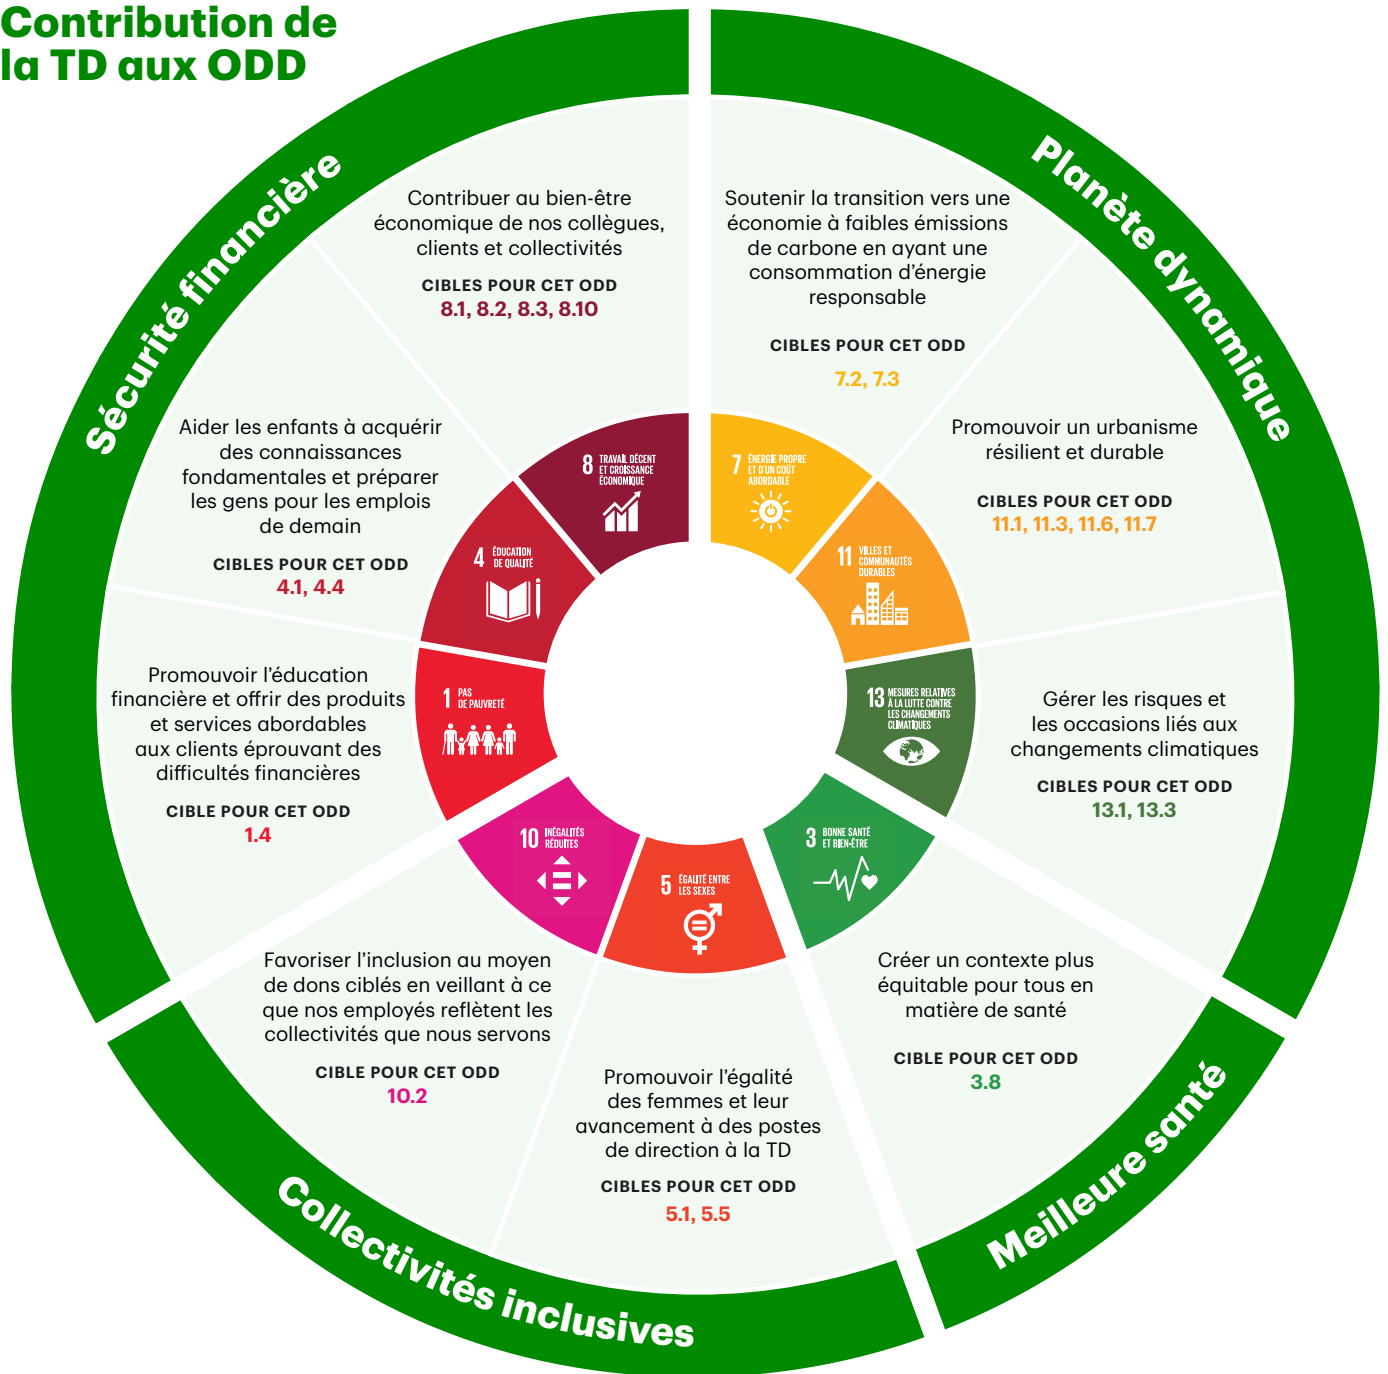 Contribution de
la TD aux ODD
Sécurité financière
Contribuer au bien-être
économique de nos collègues,
clients et collectivités
CIBLES POUR CET ODD
8.1, 8.2, 8.3, 8.10
8 TRAVAIL DÉCENT
ET CROISSANCE
ÉCONOMIQUE
Aider les enfants à acquérir
des connaissances
fondamentales et préparer
les gens pour les emplois
de demain
CIBLES POUR CET ODD
4.1, 4.4
4 ÉDUCATION
DE QUALITÉ
Promouvoir l'éducation
financière et offrir des produits
et services abordables
aux clients éprouvant des
difficultés financières
CIBLE POUR CET ODD
1.4
1 PAS
DE PAUVRETÉ
Planète dynamique
Soutenir la transition vers une
économie à faibles émissions
de carbone en ayant une
consommation d'énergie
responsable
CIBLES POUR CET ODD
7.2, 7.3
7 ÉNERGIE PROPRE
ET D'UN COÛT
ABORDABLE
Promouvoir un urbanisme
résilient et durable
CIBLES POUR CET ODD
11.1, 11.3, 11.6, 11.7
11 VILLES ET
COMMUNAUTÉS
DURABLES
Gérer les risques et
les occasions liés aux
changements climatiques
CIBLES POUR CET ODD
13.1, 13.3
13 MESURES RELATIVES
À LA LUTTE CONTRE
LES CHANGEMENTS
CLIMATIQUES
Meilleure santé
3 BONNE SANTÉ
ET BIEN-ÊTRE
Créer un contexte plus
équitable pour tous en
matière de santé
CIBLE POUR CET ODD
3.8
Collectivités inclusives
5 ÉGALITÉ ENTRE
LES SEXES
Promouvoir l'égalité
des femmes et leur
avancement à des postes
de direction à la TD
CIBLES POUR CET ODD
5.1, 5.5
10 INÉGALITÉS
RÉDUITES
Favoriser l'inclusion au moyen
de dons ciblés en veillant à ce
que nos employés reflètent les
collectivités que nous servons
CIBLE POUR CET ODD
10.2